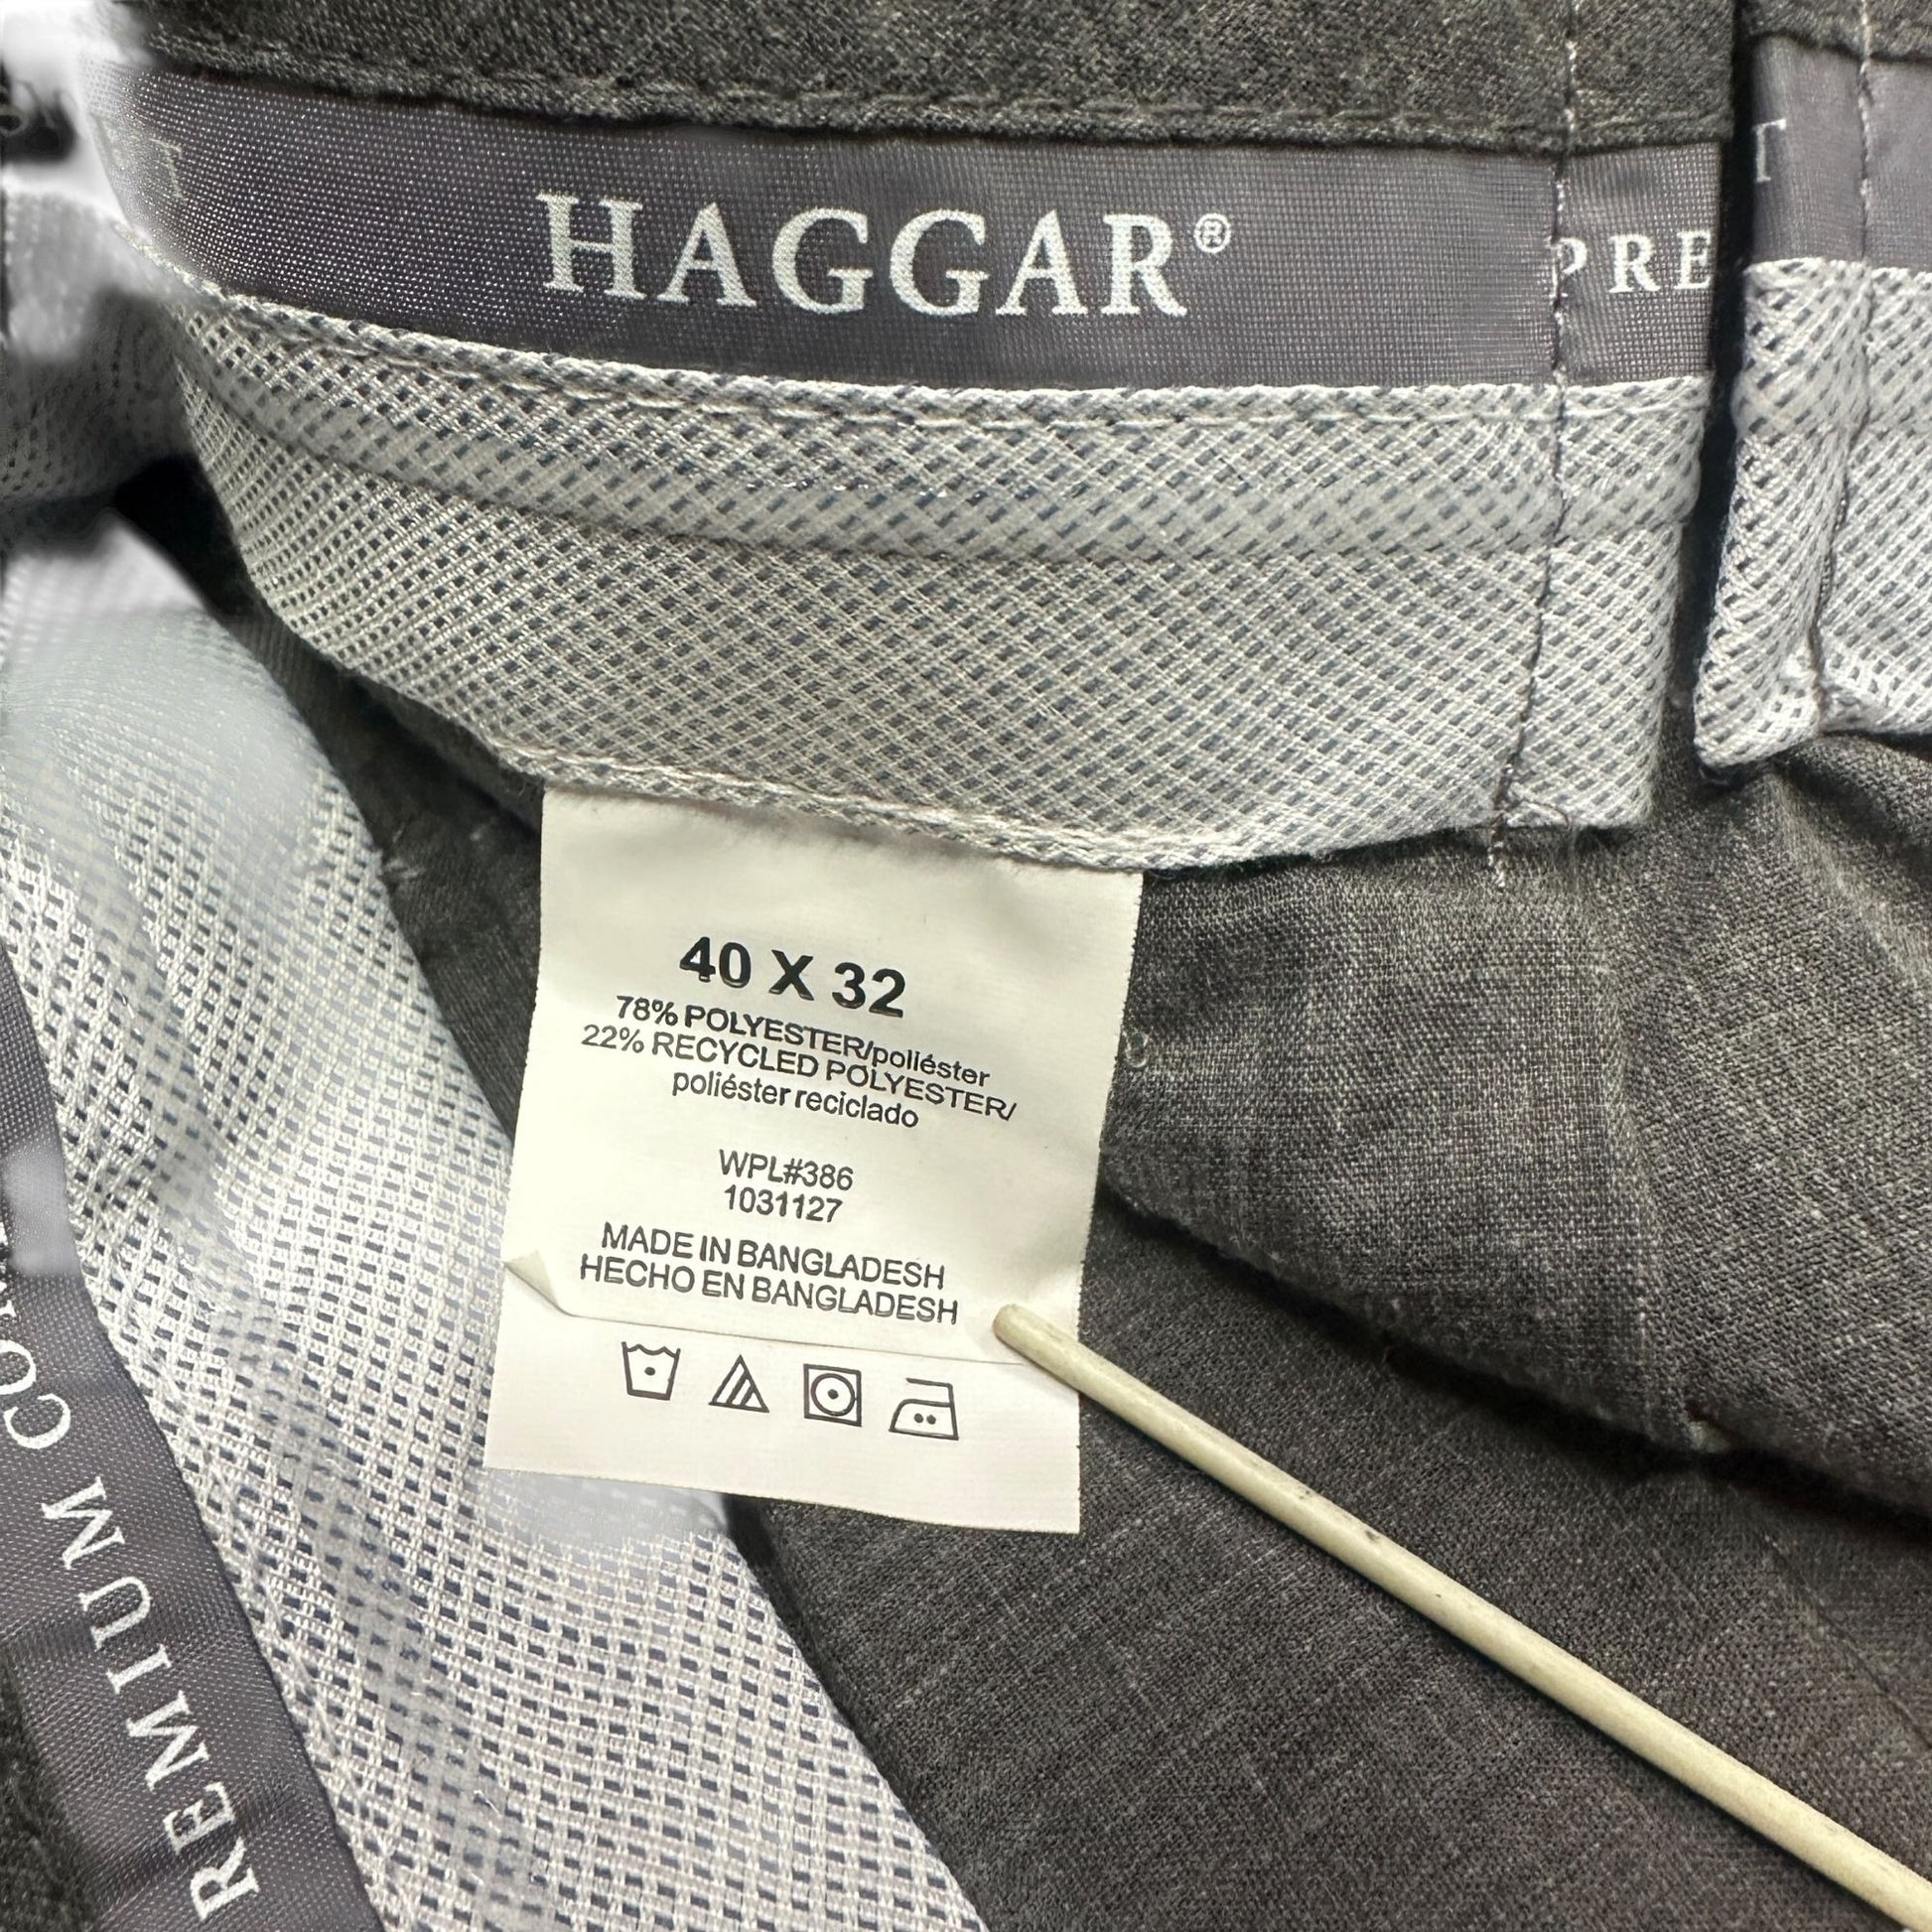 HAGGAR®
PRE
T
40 X 32
78% POLYESTER/poliéster
22% RECYCLED POLYESTER/
poliéster reciclado
WPL#386
1031127
MADE IN BANGLADESH
HECHO EN BANGLADESH
REMIUM CO